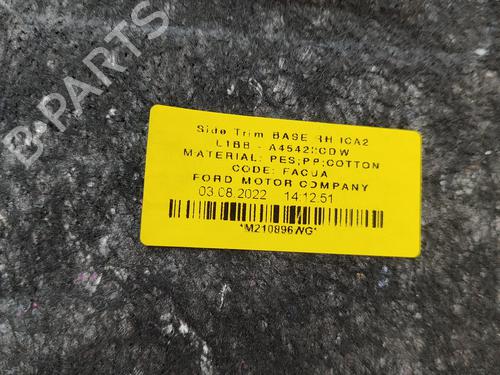 Side Trim BASE RH ICA2
L1BB - A45428CDW
MATERIAL: PES;PP;COTTON
CODE: FACUA
FORD MOTOR COMPANY
03.08.2022 14:12:51
*M210896WG*
B-PARTS